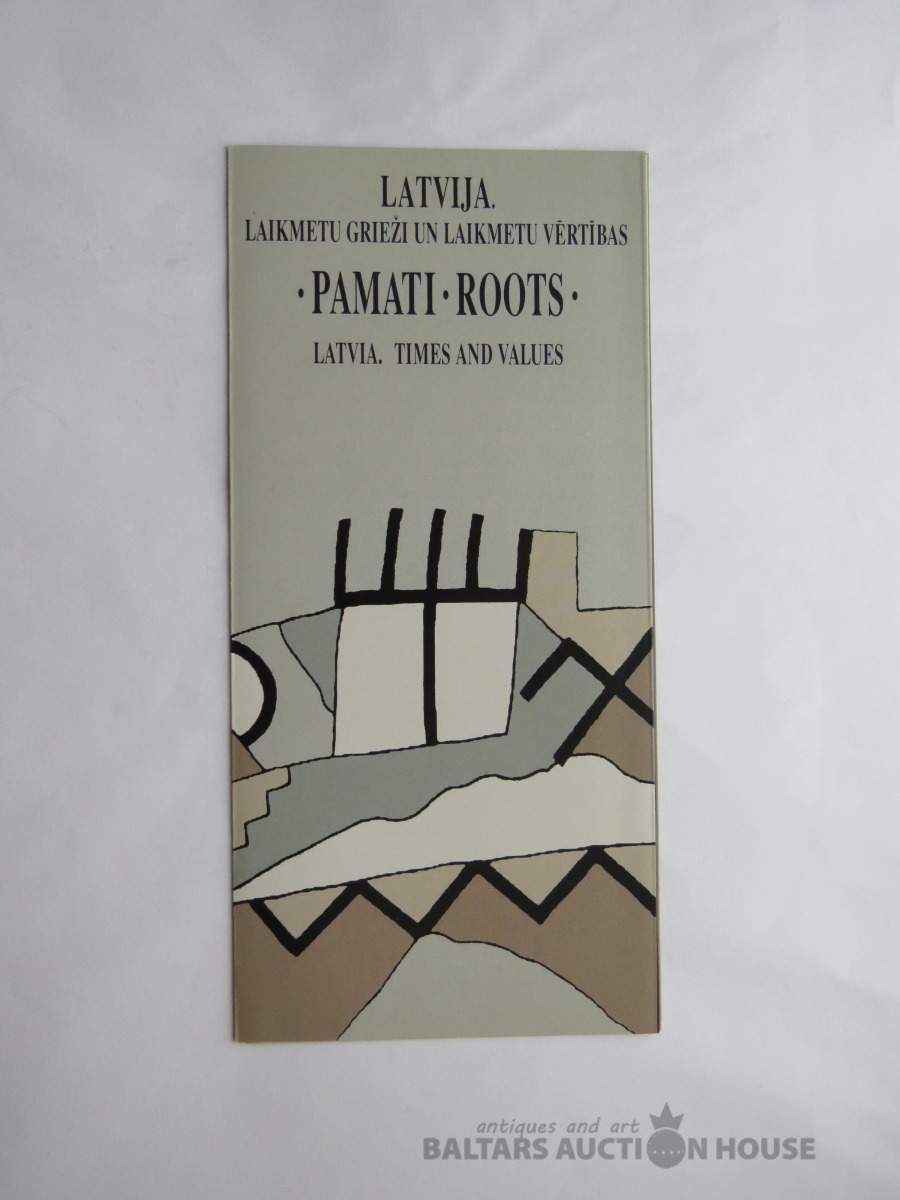 LATVIJA.
LAIKMETU GRIEŽI UN LAIKMETU VĒRTĪBAS
·PAMATI·ROOTS·
LATVIA. TIMES AND VALUES
antiques and art
BALTARS AUCTION HOUSE